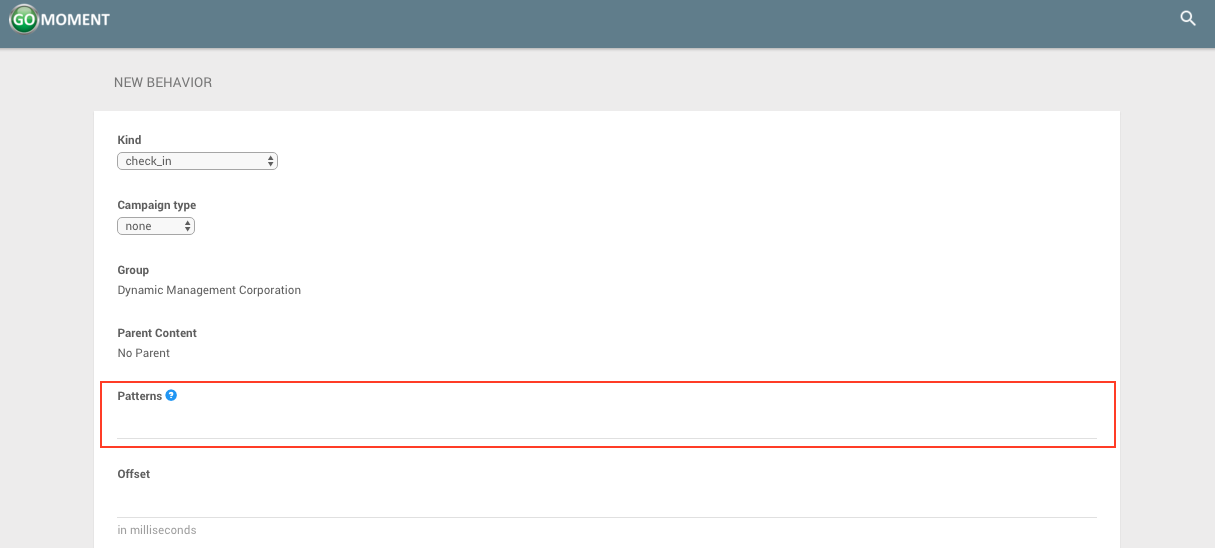 GO MOMENT
NEW BEHAVIOR
Kind
check_in
Campaign type
none
Group
Dynamic Management Corporation
Parent Content
No Parent
Patterns ?
Offset
in milliseconds